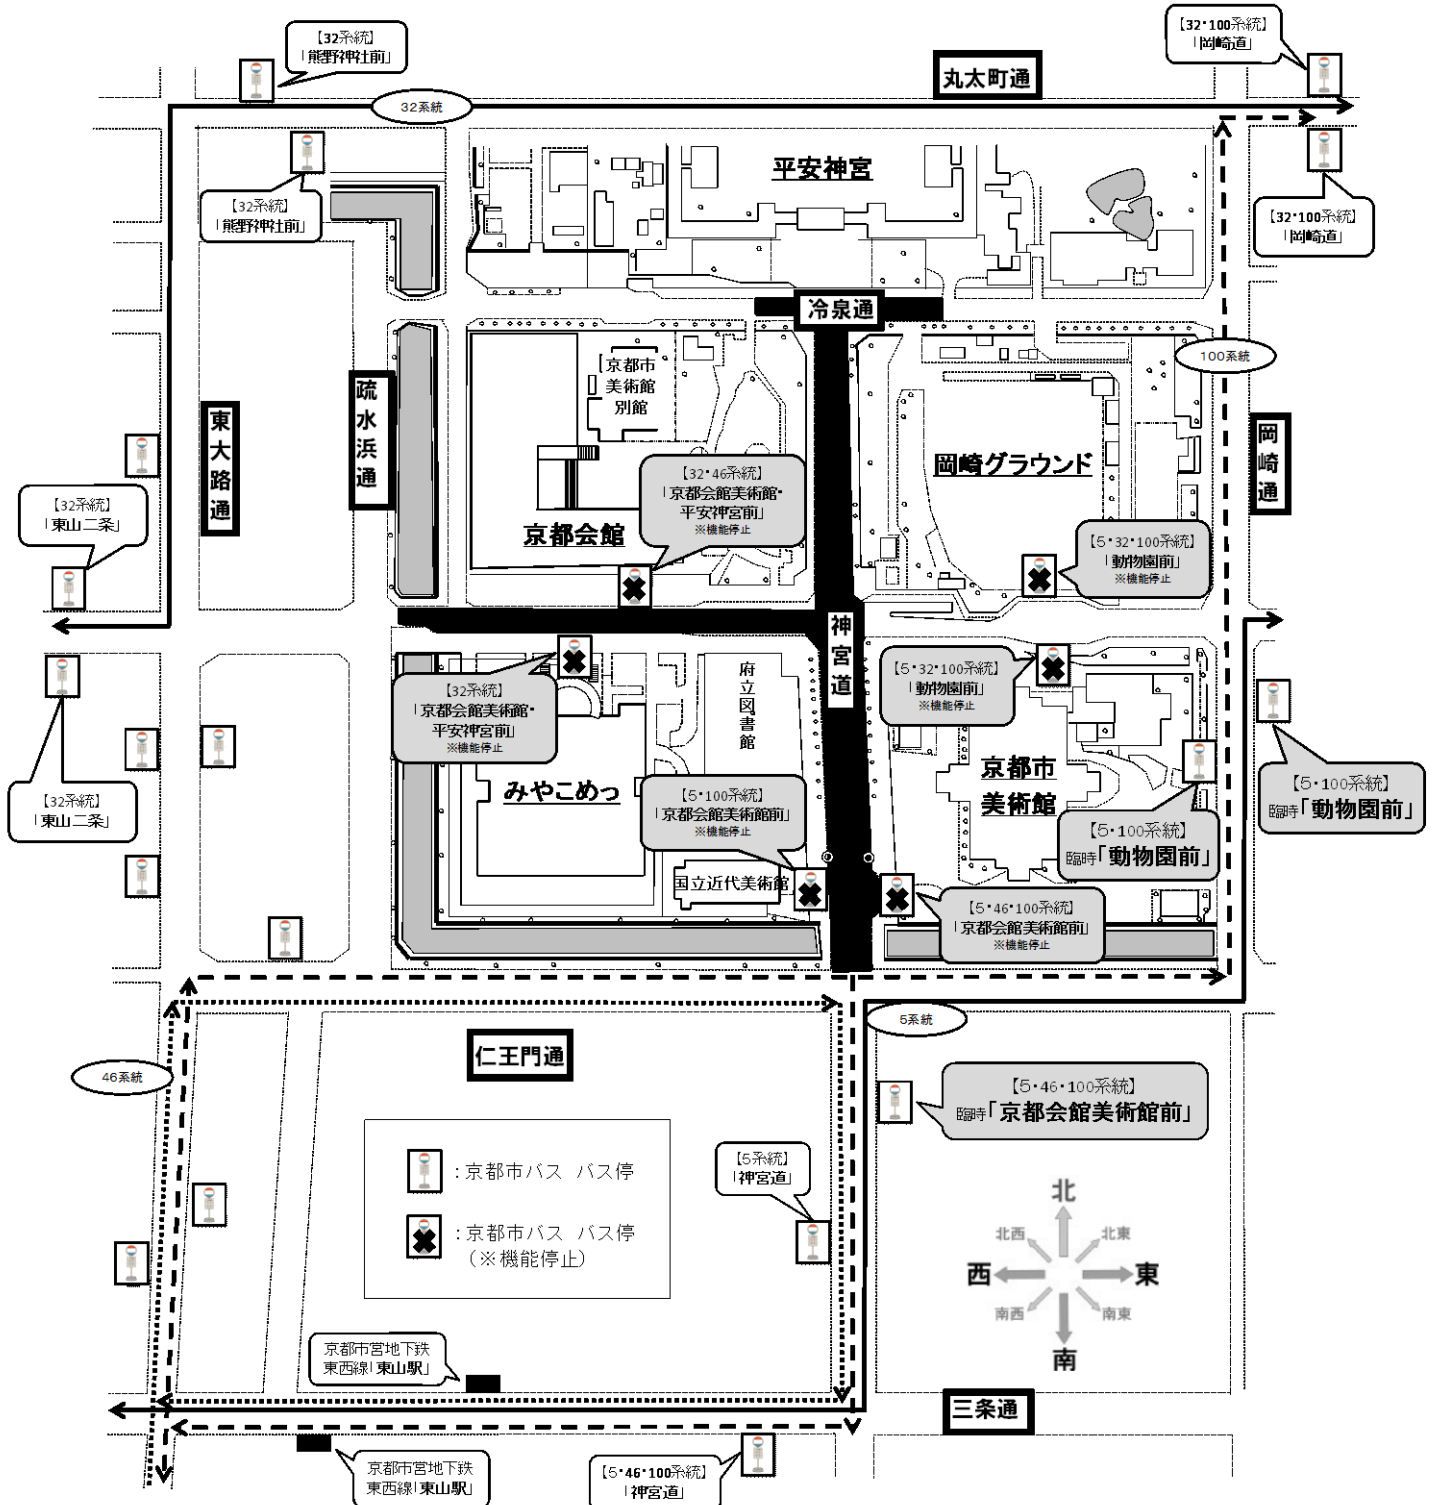 【32系統】
「熊野神社前」
【32・100系統】
「岡崎道」
丸太町通
32系統
平安神宮
【32系統】
「熊野神社前」
【32・100系統】
「岡崎道」
冷泉通
100系統
京都市
美術館
別館
疏水浜通
東大路通
岡崎通
岡崎グラウンド
【32・46系統】
「京都会館美術館・
平安神宮前」
※機能停止
京都会館
【32系統】
「東山二条」
【5・32・100系統】
「動物園前」
※機能停止
神宮道
府立図書館
【5・32・100系統】
「動物園前」
※機能停止
【32系統】
「京都会館美術館・
平安神宮前」
※機能停止
京都市
美術館
みやこめっ
【5・100系統】
「京都会館美術館前」
※機能停止
【32系統】
「東山二条」
【5・100系統】
臨時「動物園前」
【5・100系統】
臨時「動物園前」
国立近代美術館
【5・46・100系統】
「京都会館美術館前」
※機能停止
5系統
仁王門通
46系統
【5・46・100系統】
臨時「京都会館美術館前」
:京都市バス バス停
:京都市バス バス停
(※機能停止)
【5系統】
「神宮道」
北
北西
北東
西
東
南西
南東
南
京都市営地下鉄
東西線「東山駅」
三条通
京都市営地下鉄
東西線「東山駅」
【5・46・100系統】
「神宮道」